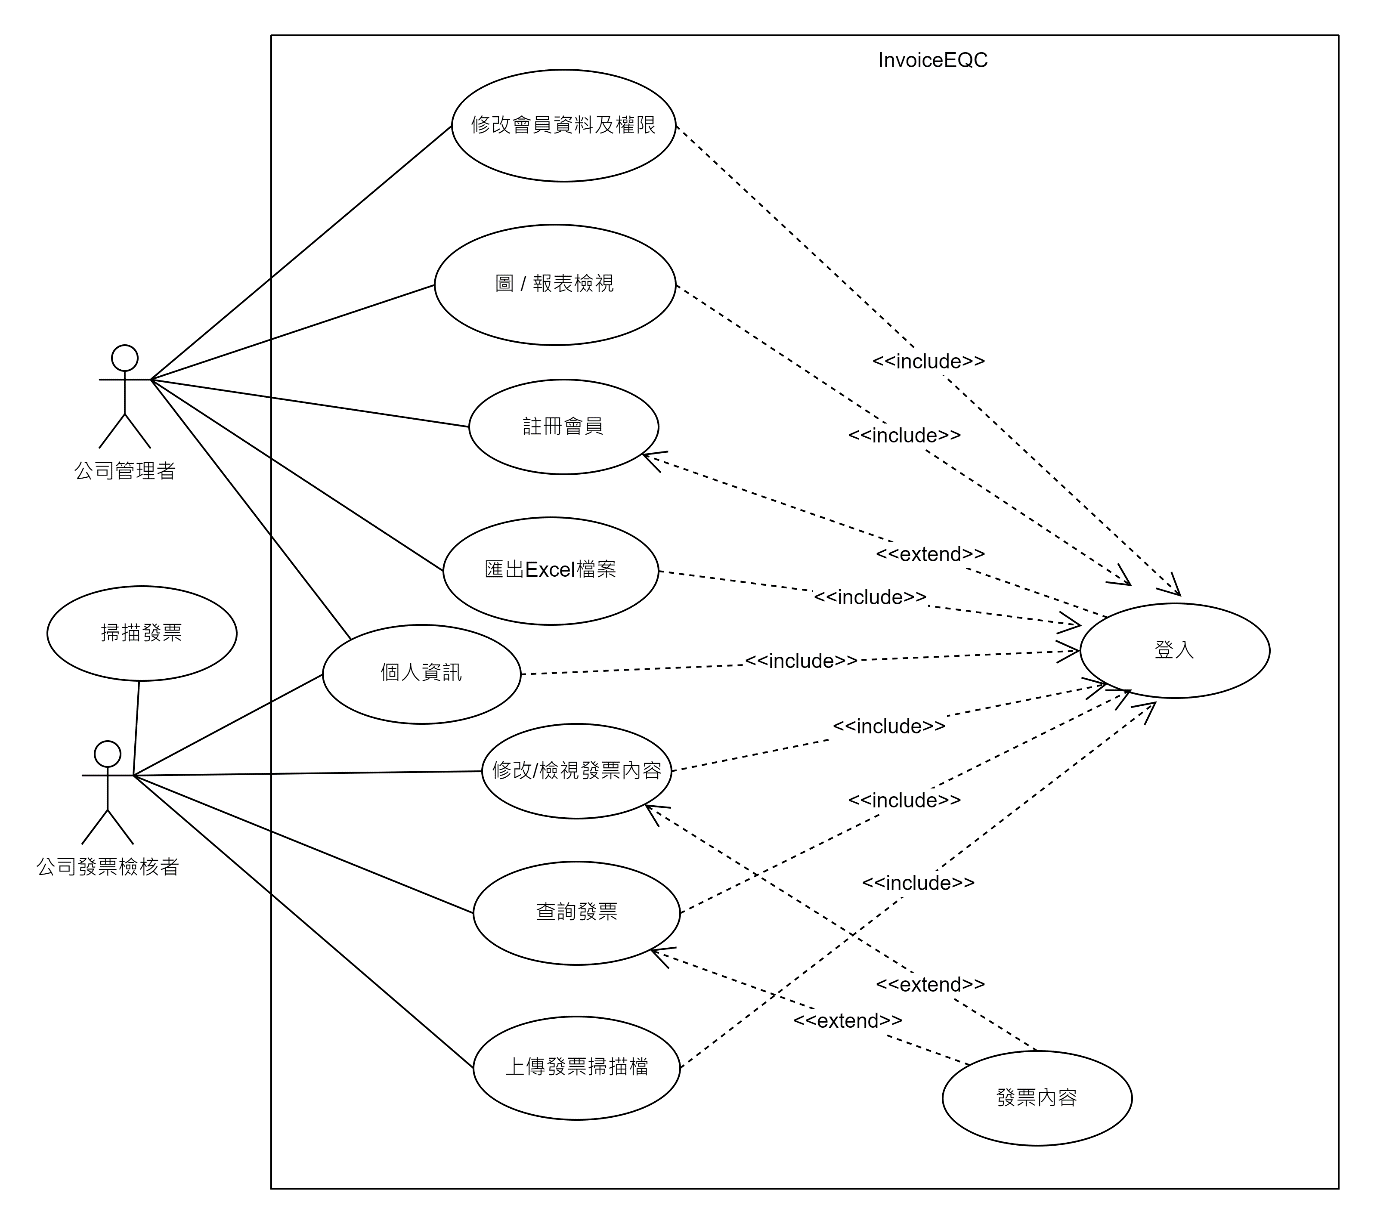 InvoiceEQC
修改會員資料及權限
圖 / 報表檢視
<<include>>
註冊會員
<<include>>
公司管理者
<<extend>>
匯出Excel檔案
<<include>>
掃描發票
登入
<<include>>
個人資訊
<<include>>
修改/檢視發票內容
<<include>>
公司發票檢核者
<<include>>
查詢發票
<<extend>>
<<extend>>
上傳發票掃描檔
發票內容